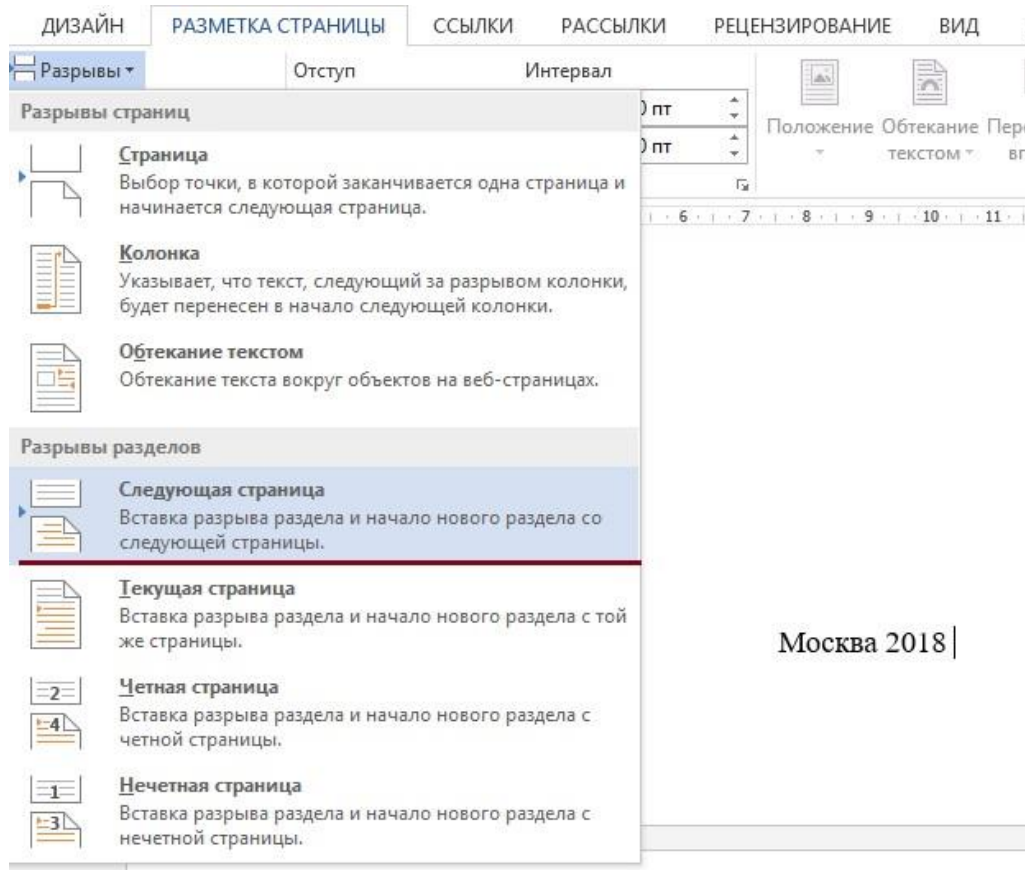 ДИЗАЙН РАЗМЕТКА СТРАНИЦЫ ССЫЛКИ РАССЫЛКИ РЕЦЕНЗИРОВАНИЕ ВИД
Разрывы Отступ Интервал
Разрывы страниц
Страница
Выбор точки, в которой заканчивается одна страница и
начинается следующая страница.
Колонка
Указывает, что текст, следующий за разрывом колонки,
будет перенесен в начало следующей колонки.
Обтекание текстом
Обтекание текста вокруг объектов на веб-страницах.
Разрывы разделов
Следующая страница
Вставка разрыва раздела и начало нового раздела со
следующей страницы.
Текущая страница
Вставка разрыва раздела и начало нового раздела с той
же страницы.
Четная страница
Вставка разрыва раздела и начало нового раздела с
четной страницы.
Нечетная страница
Вставка разрыва раздела и начало нового раздела с
нечетной страницы.
2
4
1
3
пт
пт
Положение Обтекание
текстом
6 7 8 9 10 11
Москва 2018